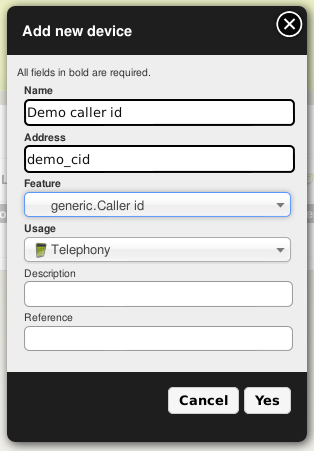 Add new device
All fields in bold are required.
Name
Demo caller id
Address
demo_cid
Feature
generic.Caller id
Usage
Telephony
Description
Reference
Cancel Yes